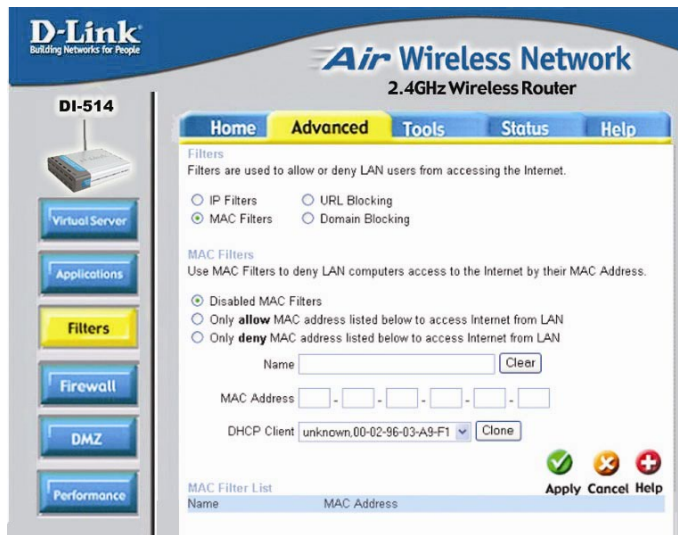 D-Link
Building Networks for People
Air Wireless Network
2.4GHz Wireless Router
DI-514
Home Advanced Tools Status Help
Virtual Server
Applications
Filters
Firewall
DMZ
Performance
Filters
Filters are used to allow or deny LAN users from accessing the Internet.
IP Filters URL Blocking
MAC Filters Domain Blocking
MAC Filters
Use MAC Filters to deny LAN computers access to the Internet by their MAC Address.
Disabled MAC Filters
Only allow MAC address listed below to access Internet from LAN
Only deny MAC address listed below to access Internet from LAN
Name Clear
MAC Address - - - - -
DHCP Client unknown,00-02-96-03-A9-F1 Clone
Apply Cancel Help
MAC Filter List
Name MAC Address